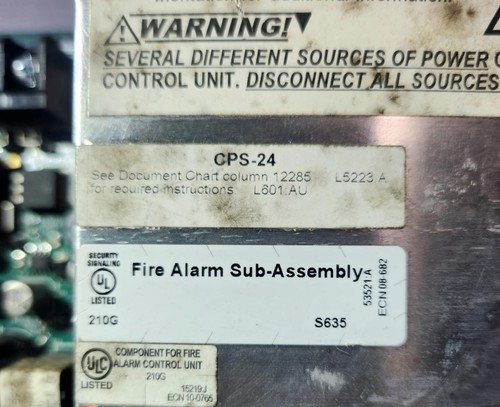 WARNING!
SEVERAL DIFFERENT SOURCES OF POWER C
CONTROL UNIT. DISCONNECT ALL SOURCES
CPS-24
See Document Chart column 12285 L5223 A
for required instructions L601 AU
SECURITY
SIGNALING
UL
LISTED
210G
Fire Alarm Sub-Assembly
S635
53521:A
ECN 08-682
ULC
LISTED
COMPONENT FOR FIRE
ALARM CONTROL UNIT
210G
15219:J
ECN 10-0765